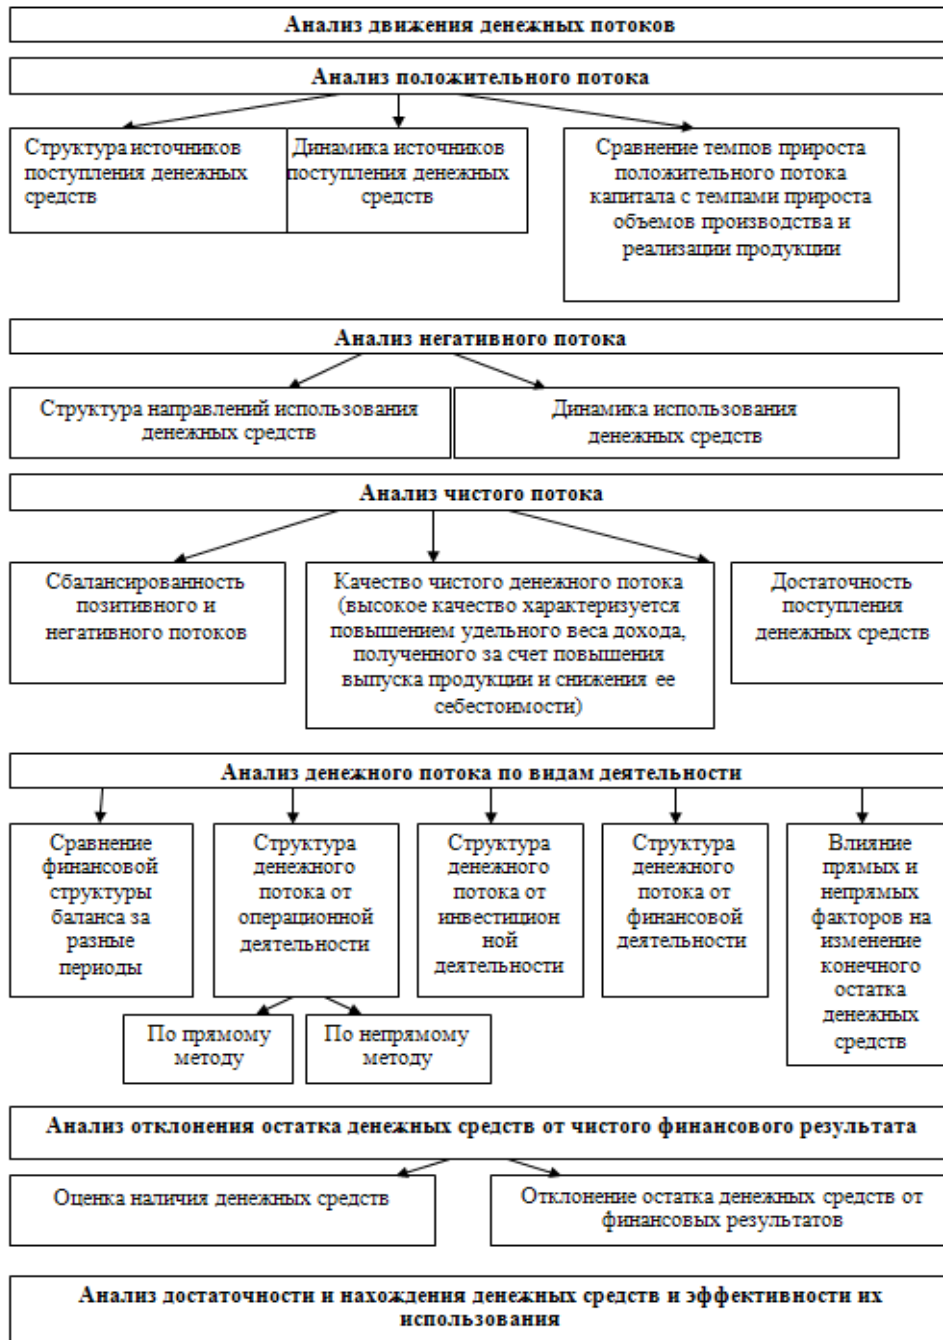 Анализ движения денежных потоков
Анализ положительного потока
Структура источников
поступления денежных
средств
Динамика источников
поступления денежных
средств
Сравнение темпов прироста
положительного потока
капитала с темпами прироста
объемов производства и
реализации продукции
Анализ негативного потока
Структура направлений использования
денежных средств
Динамика использования
денежных средств
Анализ чистого потока
Сбалансированность
позитивного и
негативного потоков
Качество чистого денежного потока
(высокое качество характеризуется
повышением удельного веса дохода,
полученного за счет повышения
выпуска продукции и снижения ее
себестоимости)
Достаточность
поступления
денежных средств
Анализ денежного потока по видам деятельности
Сравнение
финансовой
структуры
баланса за
разные
периоды
Структура
денежного
потока от
операционной
деятельности
Структура
денежного
потока от
инвестицион
ной
деятельности
Структура
денежного
потока от
финансовой
деятельности
Влияние
прямых и
непрямых
факторов на
изменение
конечного
остатка
денежных
средств
По прямому
методу
По непрямому
методу
Анализ отклонения остатка денежных средств от чистого финансового результата
Оценка наличия денежных средств
Отклонение остатка денежных средств от
финансовых результатов
Анализ достаточности и нахождения денежных средств и эффективности их
использования